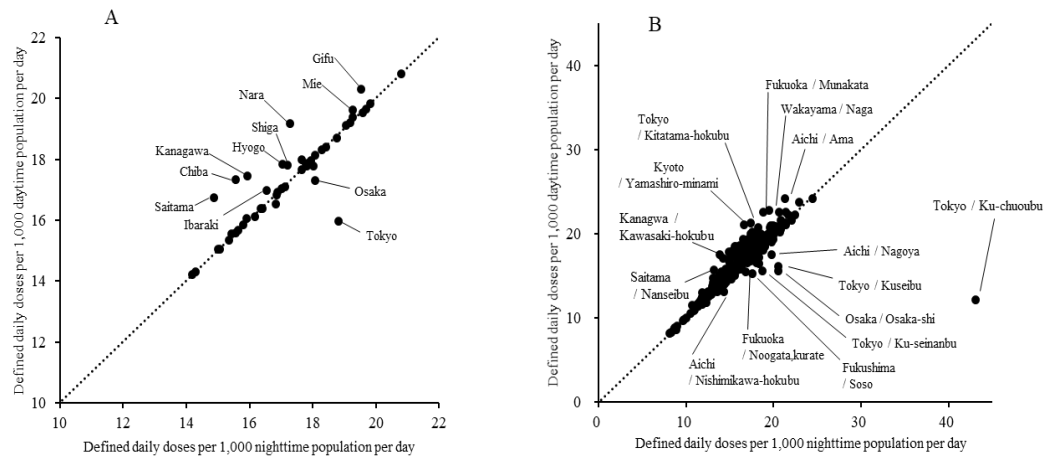 A
Defined daily doses per 1,000 daytime population per day
22
20
18
16
14
12
10
10
12
14
16
18
20
22
Defined daily doses per 1,000 nighttime population per day
Gifu
Mie
Nara
Shiga
Hyogo
Kanagawa
Chiba
Saitama
Ibaraki
Osaka
Tokyo
B
Defined daily doses per 1,000 daytime population per day
40
30
20
10
0
0
10
20
30
40
Defined daily doses per 1,000 nighttime population per day
Fukuoka / Munakata
Wakayama / Naga
Tokyo
/ Kitatama-hokubu
Aichi / Ama
Kyoto
/ Yamashiro-minami
Tokyo / Ku-chuoubu
Kanagwa /
Kawasaki-hokubu
Aichi / Nagoya
Saitama
/ Nanseibu
Tokyo / Kuseibu
Osaka / Osaka-shi
Tokyo / Ku-seinanbu
Fukuoka
/ Noogata,kurate
Fukushima
/ Soso
Aichi
/ Nishimikawa-hokubu